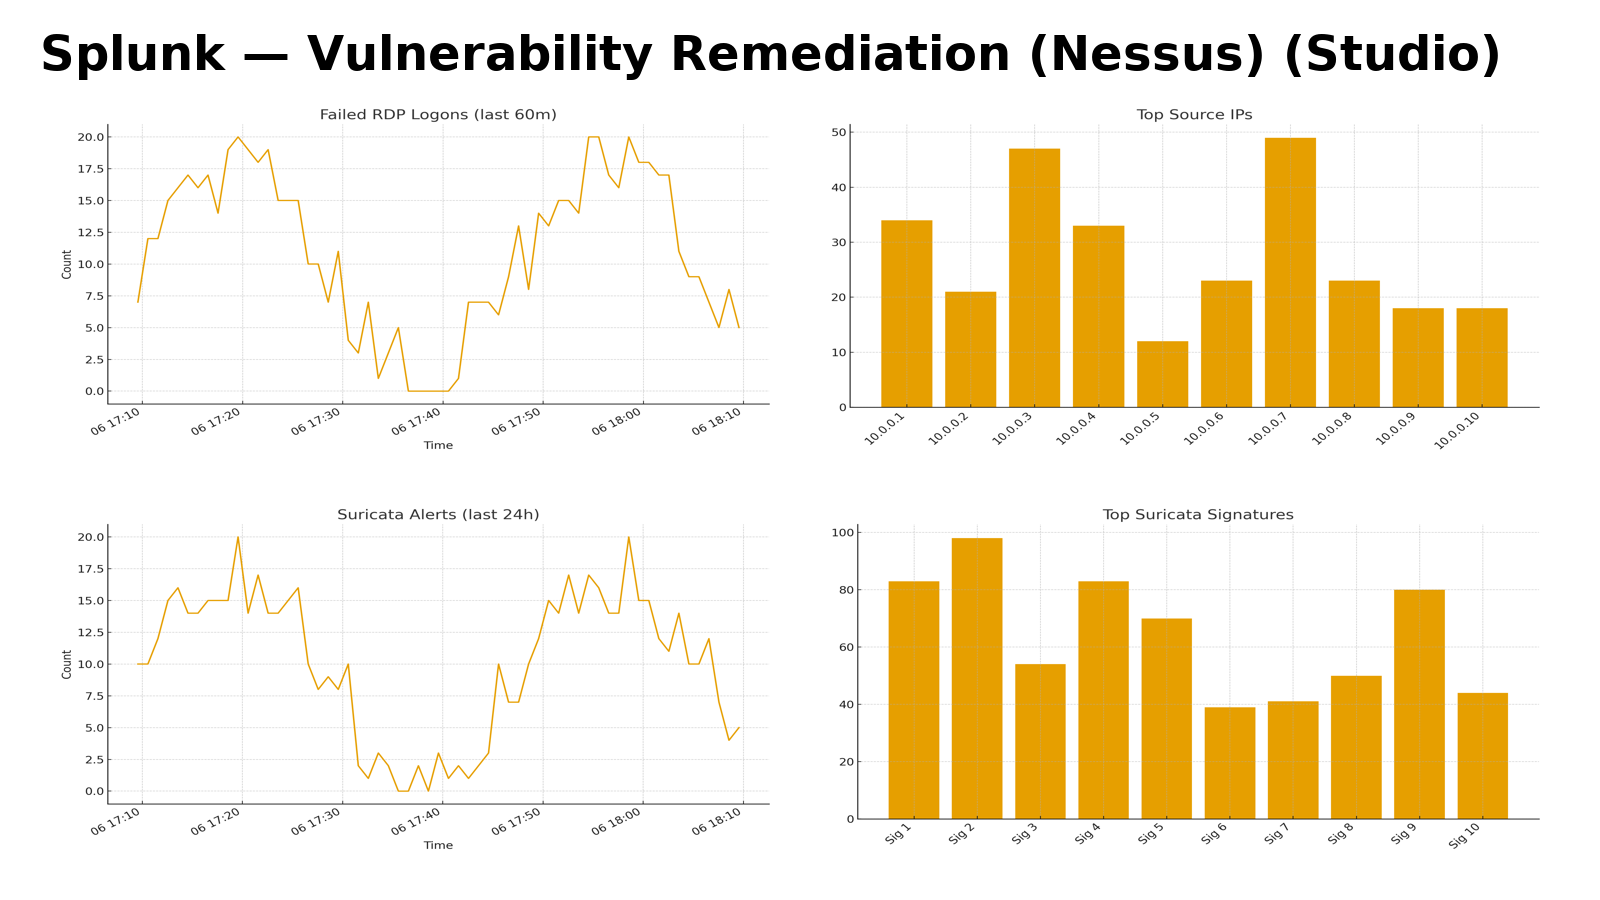 Splunk — Vulnerability Remediation (Nessus) (Studio)
Failed RDP Logons (last 60m)
20.0
17.5
15.0
12.5
10.0
7.5
5.0
2.5
0.0
Count
06 17:10
06 17:20
06 17:30
06 17:40
06 17:50
06 18:00
06 18:10
Time
Top Source IPs
50
40
30
20
10
0
10.0.0.1
10.0.0.2
10.0.0.3
10.0.0.4
10.0.0.5
10.0.0.6
10.0.0.7
10.0.0.8
10.0.0.9
10.0.0.10
Suricata Alerts (last 24h)
20.0
17.5
15.0
12.5
10.0
7.5
5.0
2.5
0.0
Count
06 17:10
06 17:20
06 17:30
06 17:40
06 17:50
06 18:00
06 18:10
Time
Top Suricata Signatures
100
80
60
40
20
0
Sig 1
Sig 2
Sig 3
Sig 4
Sig 5
Sig 6
Sig 7
Sig 8
Sig 9
Sig 10